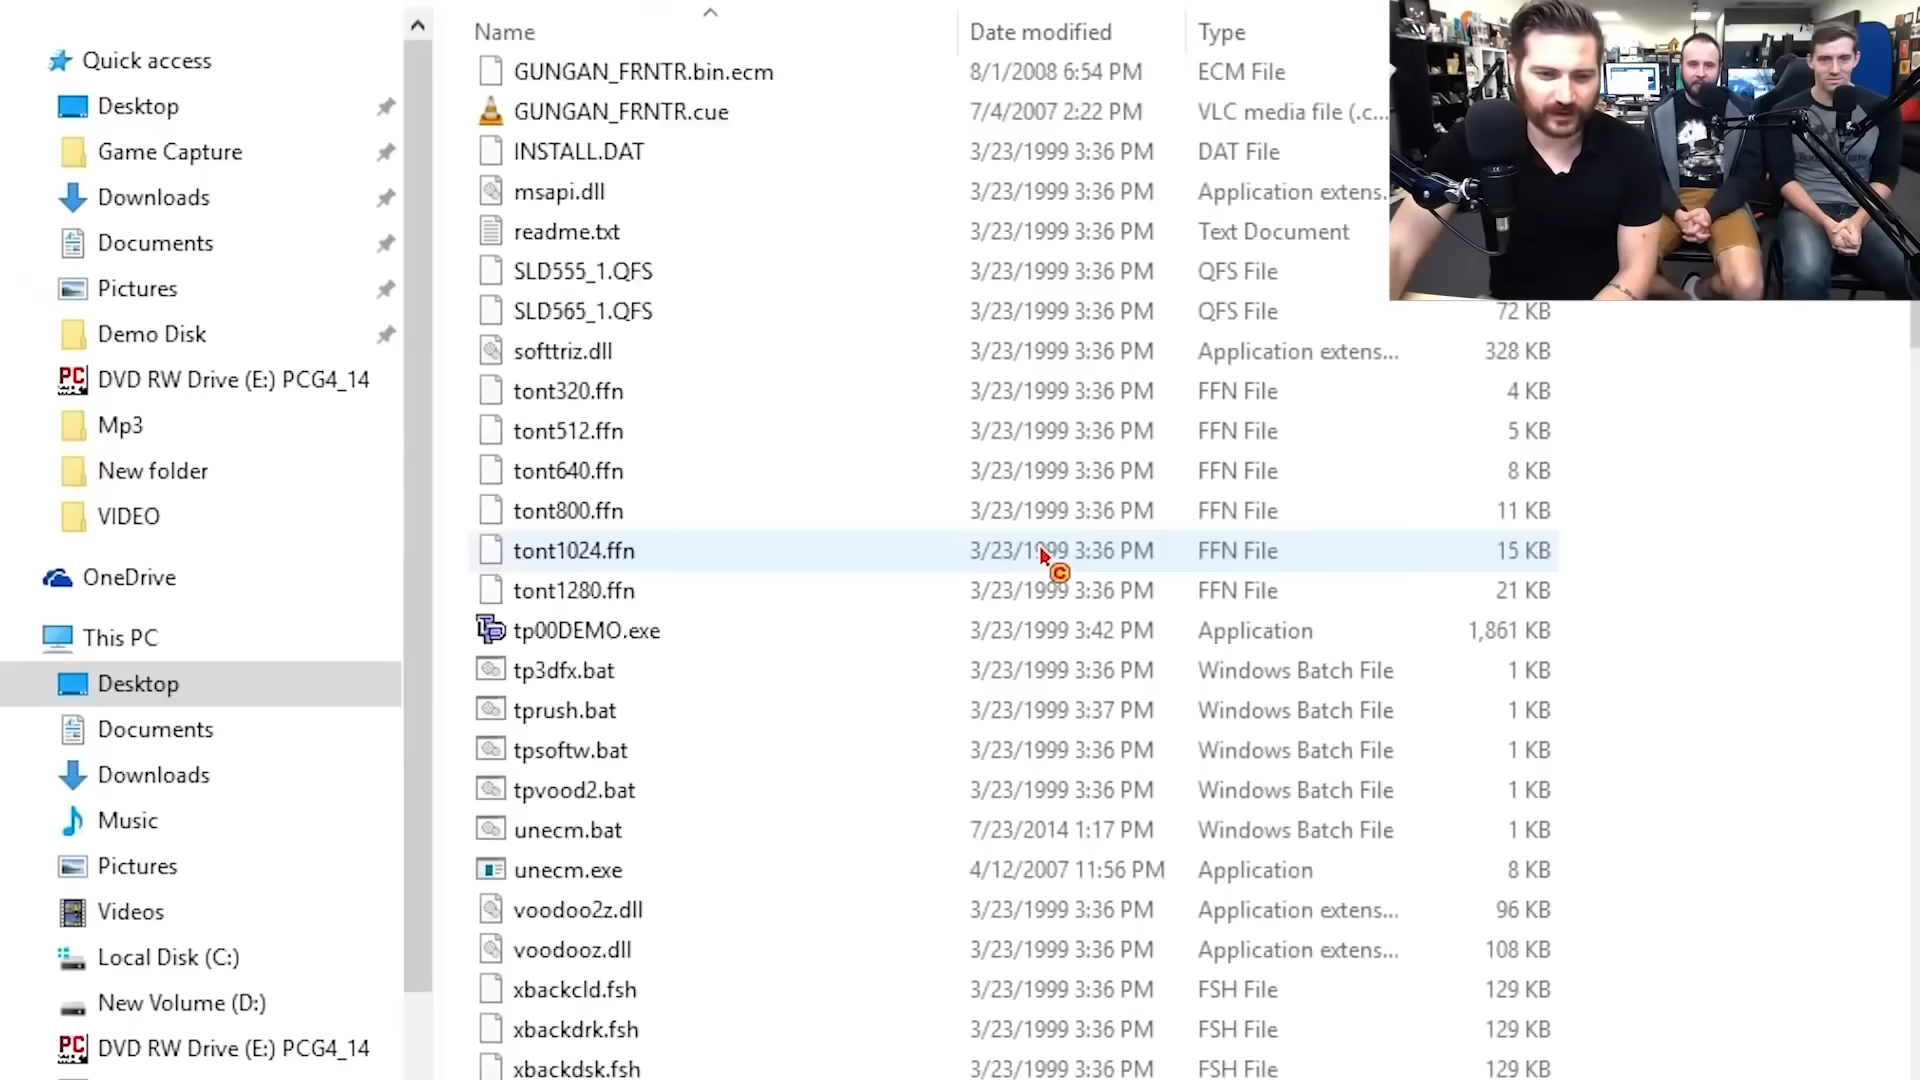 Name Date modified Type
Quick access
Desktop
Game Capture
Downloads
Documents
Pictures
Demo Disk
DVD RW Drive (E:) PCG4_14
Mp3
New folder
VIDEO
OneDrive
This PC
Desktop
Documents
Downloads
Music
Pictures
Videos
Local Disk (C:)
New Volume (D:)
DVD RW Drive (E:) PCG4_14
GUNGAN_FRNTR.bin.ecm 8/1/2008 6:54 PM ECM File
GUNGAN_FRNTR.cue 7/4/2007 2:22 PM VLC media file (.c...
INSTALL.DAT 3/23/1999 3:36 PM DAT File
msapi.dll 3/23/1999 3:36 PM Application extens.
readme.txt 3/23/1999 3:36 PM Text Document
SLD555_1.QFS 3/23/1999 3:36 PM QFS File
SLD565_1.QFS 3/23/1999 3:36 PM QFS File 72 KB
softtriz.dll 3/23/1999 3:36 PM Application extens... 328 KB
tont320.ffn 3/23/1999 3:36 PM FFN File 4 KB
tont512.ffn 3/23/1999 3:36 PM FFN File 5 KB
tont640.ffn 3/23/1999 3:36 PM FFN File 8 KB
tont800.ffn 3/23/1999 3:36 PM FFN File 11 KB
tont1024.ffn 3/23/1999 3:36 PM FFN File 15 KB
tont1280.ffn 3/23/1999 3:36 PM FFN File 21 KB
tp00DEMO.exe 3/23/1999 3:42 PM Application 1,861 KB
tp3dfx.bat 3/23/1999 3:36 PM Windows Batch File 1 KB
tprush.bat 3/23/1999 3:37 PM Windows Batch File 1 KB
tpsoftw.bat 3/23/1999 3:36 PM Windows Batch File 1 KB
tpvood2.bat 3/23/1999 3:36 PM Windows Batch File 1 KB
unecm.bat 7/23/2014 1:17 PM Windows Batch File 1 KB
unecm.exe 4/12/2007 11:56 PM Application 8 KB
voodoo2z.dll 3/23/1999 3:36 PM Application extens... 96 KB
voodooz.dll 3/23/1999 3:36 PM Application extens... 108 KB
xbackcld.fsh 3/23/1999 3:36 PM FSH File 129 KB
xbackdrk.fsh 3/23/1999 3:36 PM FSH File 129 KB
xbackdsk.fsh 3/23/1999 3:36 PM FSH File 129 KB